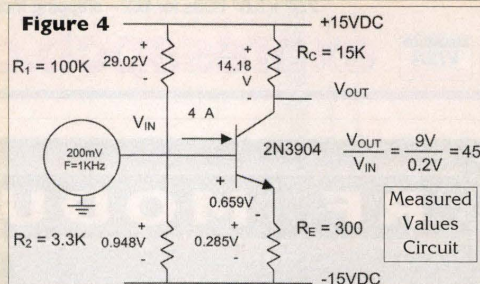 Figure 4
+15VDC
R1 = 100K
+
29.02V
-
+
14.18
V
-
RC = 15K
VOUT
VIN
4 A
200mV
F=1KHz
2N3904
VOUT
VIN
=
9V
0.2V
= 45
+
0.659V
-
Measured
Values
Circuit
R2 = 3.3K
+
0.948V
-
+
0.285V
-
RE = 300
-15VDC